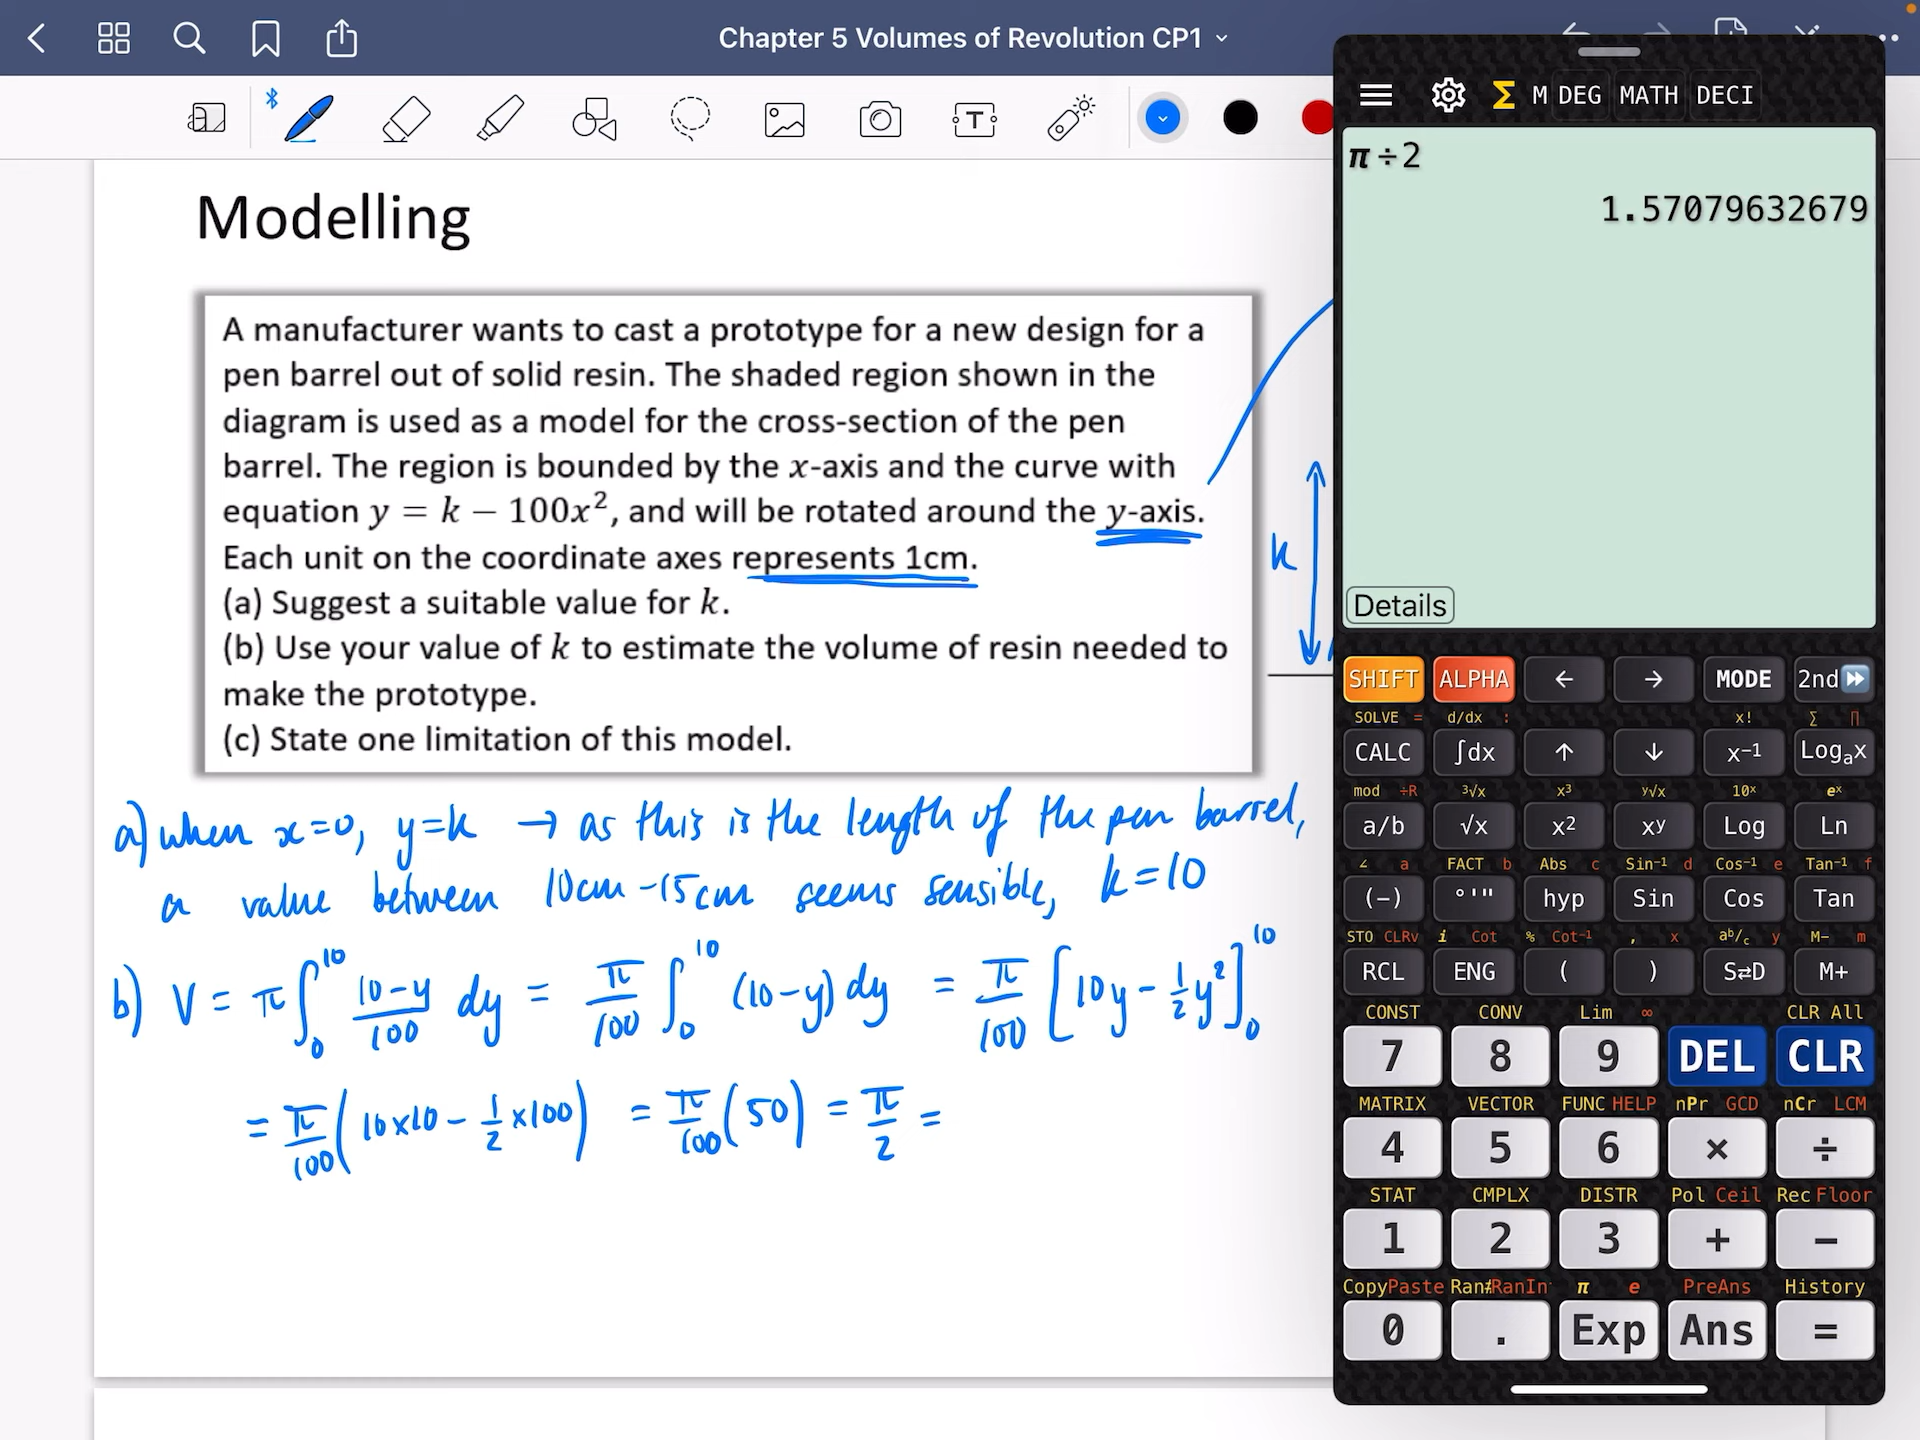 Chapter 5 Volumes of Revolution CP1
Modelling
A manufacturer wants to cast a prototype for a new design for a
pen barrel out of solid resin. The shaded region shown in the
diagram is used as a model for the cross-section of the pen
barrel. The region is bounded by the x-axis and the curve with
equation y = k − 100x², and will be rotated around the y-axis.
Each unit on the coordinate axes represents 1cm.
(a) Suggest a suitable value for k.
(b) Use your value of k to estimate the volume of resin needed to
make the prototype.
(c) State one limitation of this model.
k
a) when x=0, y=k → as this is the length of the pen barrel,
a value between 10cm -15cm seems sensible, k=10
b) V = π∫₀¹⁰ (10-y)/100 dy = π/100 ∫₀¹⁰ (10-y) dy = π/100 [10y - ½y²]₀¹⁰
= π/100 (10×10 - ½×100) = π/100 (50) = π/2 =
Σ M DEG MATH DECI
π÷2
1.57079632679
Details
SHIFT ALPHA ← → MODE 2nd
SOLVE = d/dx : x! ∑ ∏
CALC ∫dx ↑ ↓ x⁻¹ Logₐx
mod ÷R ³√x x³ ʸ√x 10ˣ eˣ
a/b √x x² xʸ Log Ln
∠ a FACT b Abs c Sin⁻¹ d Cos⁻¹ e Tan⁻¹ f
(−) °'" hyp Sin Cos Tan
STO CLRv i Cot % Cot⁻¹ , x aᵇ/c y M− m
RCL ENG ( ) S⇄D M+
CONST CONV Lim ∞ CLR All
7 8 9 DEL CLR
MATRIX VECTOR FUNC HELP nPr GCD nCr LCM
4 5 6 × ÷
STAT CMPLX DISTR Pol Ceil Rec Floor
1 2 3 + −
Copy Paste Ran# RanIn π e PreAns History
0 . Exp Ans =